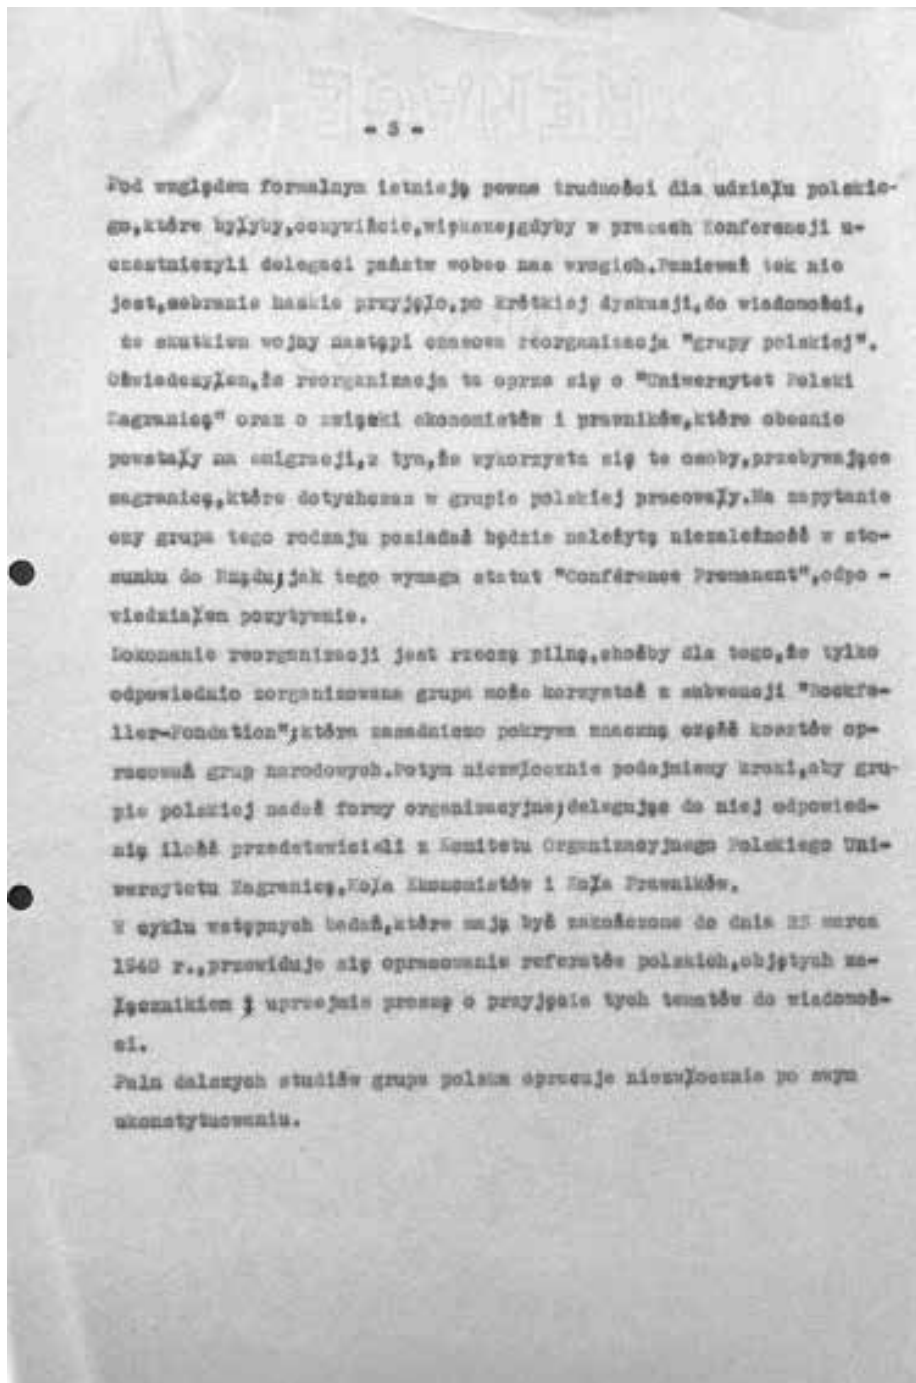 - 3 -
Pod względem formalnym istnieją pewne trudności dla udziału polskie-
go,które byłyby,oczywiście,większe;gdyby w pracach Konferencji u-
czestniczyli delegaci państw wobec nas wrogich.Ponieważ tak nie
jest,zebranie haskie przyjęło,po krótkiej dyskusji,do wiadomości,
że skutkiem wojny nastąpi czasowa reorganizacja "grupy polskiej".
Oświadczyłem,że reorganizacja ta oprze się o "Uniwersytet Polski
Zagranicą" oraz o związki ekonomistów i prawników,które obecnie
powstały na emigracji,z tym,że wykorzysta się te osoby,przebywające
zagranicą,które dotychczas w grupie polskiej pracowały.Na zapytanie
czy grupa tego rodzaju posiadać będzie należytą niezależność w sto-
sunku do Rządu;jak tego wymaga statut "Conférence Premanent",odpo -
wiedziałem pozytywnie.
Dokonanie reorganizacji jest rzeczą pilną,choćby dla tego,że tylko
odpowiednio zorganizowana grupa może korzystać z subwencji "Rockfe-
ller-Fondation";która zasadniczo pokrywa znaczną część kosztów op-
racowań grup narodowych.Potym niezwłocznie podejmiemy kroki,aby gru-
pie polskiej nadać formy organizacyjne;delegując do niej odpowied-
nią ilość przedstawicieli z Komitetu Organizacyjnego Polskiego Uni-
wersytetu Zagranicą,Koła Ekonomistów i Koła Prawników.
W cyklu wstępnych badań,które mają być zakończone do dnia 25 marca
1940 r.,przewiduje się opracowanie referatów polskich,objętych za-
łącznikiem ; uprzejmie proszę o przyjęcie tych tematów do wiadomoś-
ci.
Paln dalszych studiów grupa polska opracuje niezwłocznie po swym
ukonstytuowaniu.